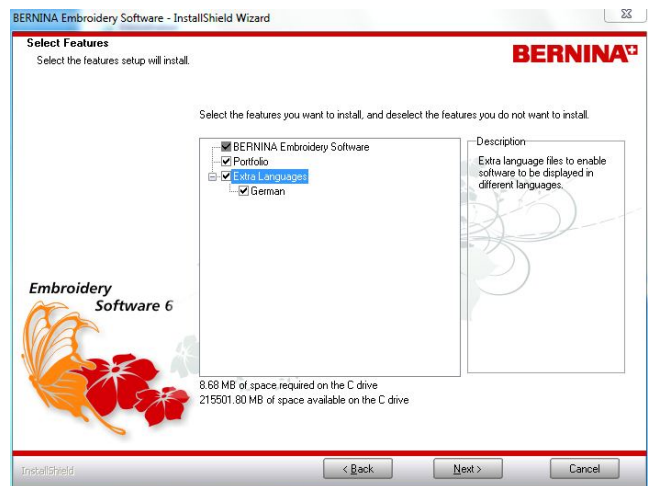 BERNINA Embroidery Software - InstallShield Wizard
Select Features
Select the features setup will install.
BERNINA
Select the features you want to install, and deselect the features you do not want to install.
BERNINA Embroidery Software
Portfolio
Extra Languages
German
Description
Extra language files to enable
software to be displayed in
different languages.
Embroidery
Software 6
8.68 MB of space required on the C drive
215501.80 MB of space available on the C drive
InstallShield
< Back
Next >
Cancel